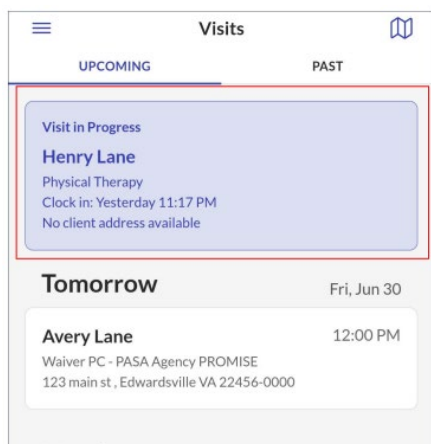 Visits
UPCOMING PAST
Visit in Progress
Henry Lane
Physical Therapy
Clock in: Yesterday 11:17 PM
No client address available
Tomorrow Fri, Jun 30
Avery Lane 12:00 PM
Waiver PC - PASA Agency PROMISE
123 main st , Edwardsville VA 22456-0000